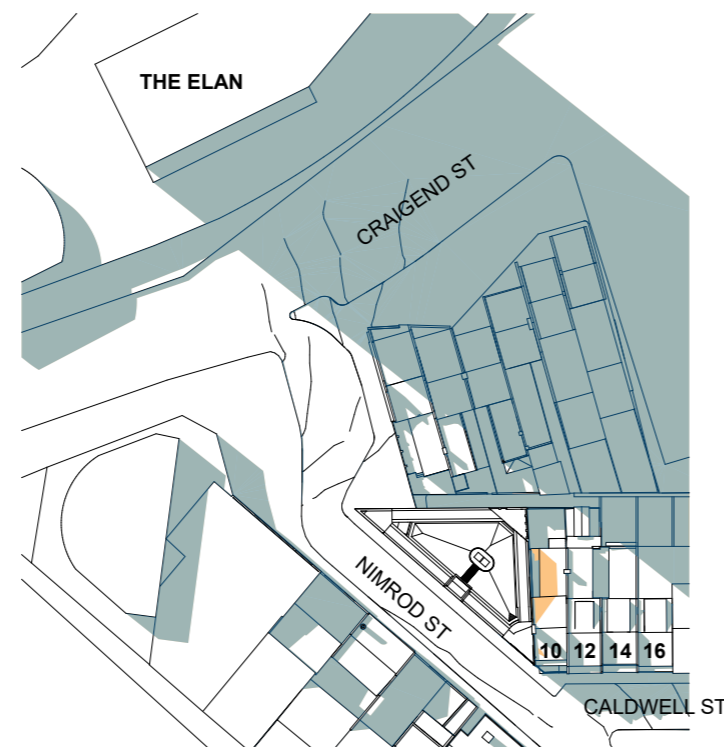 THE ELAN
CRAIGEND ST
NIMROD ST
10 12 14 16
CALDWELL ST